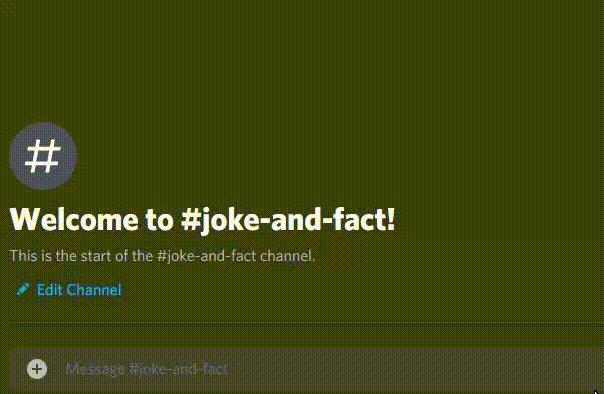 #
Welcome to #joke-and-fact!
This is the start of the #joke-and-fact channel.
Edit Channel
Message #joke-and-fact